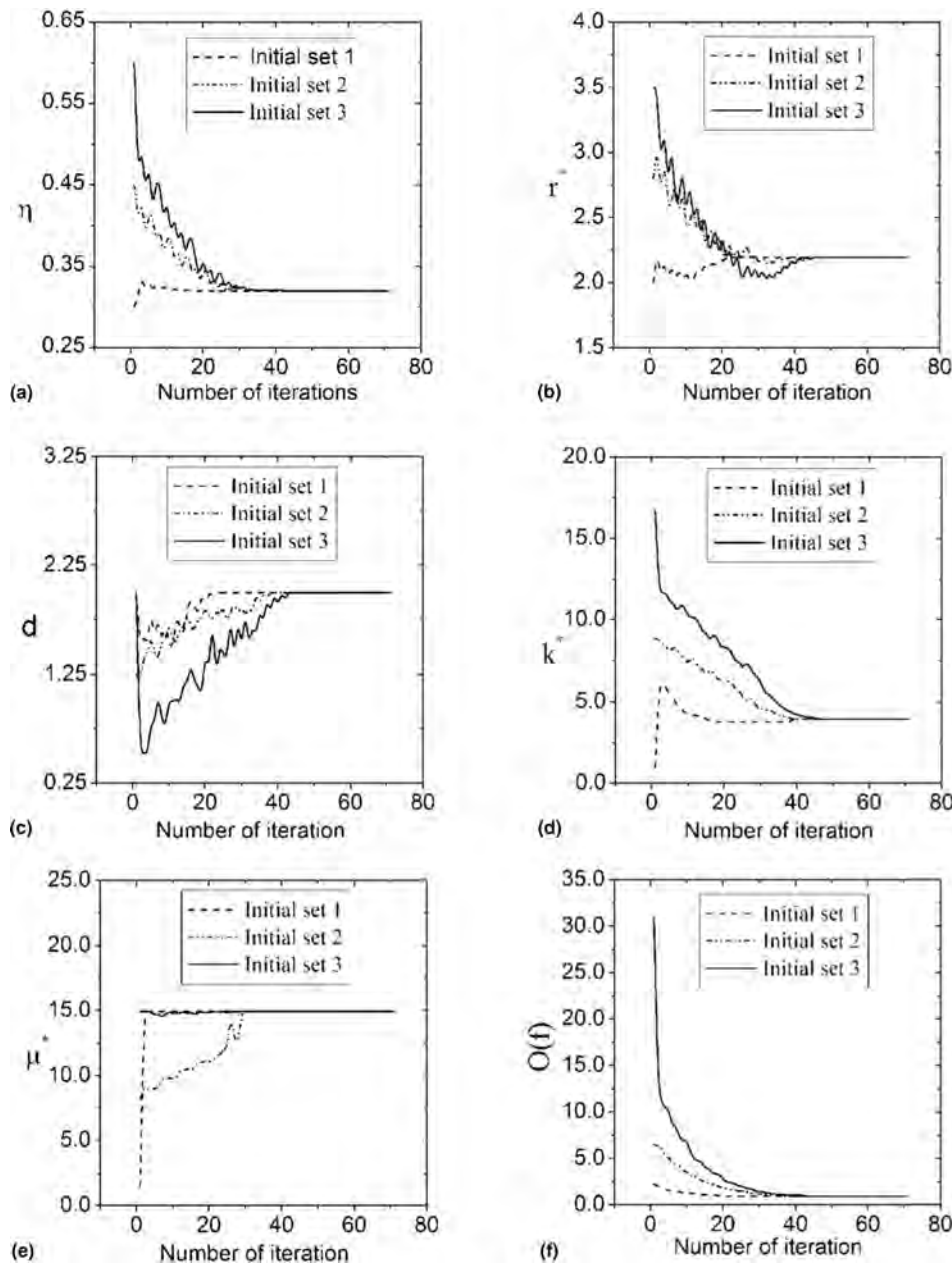 0.65
0.55
0.45
0.35
0.25
η
Initial set 1
Initial set 2
Initial set 3
0 20 40 60 80
(a) Number of iterations
4.0
3.5
3.0
2.5
2.0
1.5
r*
Initial set 1
Initial set 2
Initial set 3
0 20 40 60 80
(b) Number of iteration
3.25
2.25
1.25
0.25
d
Initial set 1
Initial set 2
Initial set 3
0 20 40 60 80
(c) Number of iteration
20.0
15.0
10.0
5.0
0.0
k*
Initial set 1
Initial set 2
Initial set 3
0 20 40 60 80
(d) Number of iteration
25.0
20.0
15.0
10.0
5.0
0.0
μ*
Initial set 1
Initial set 2
Initial set 3
0 20 40 60 80
(e) Number of iteration
35.0
30.0
25.0
20.0
15.0
10.0
5.0
0.0
O(f)
Initial set 1
Initial set 2
Initial set 3
0 10 20 30 40 50 60 70 80
(f) Number of iteration